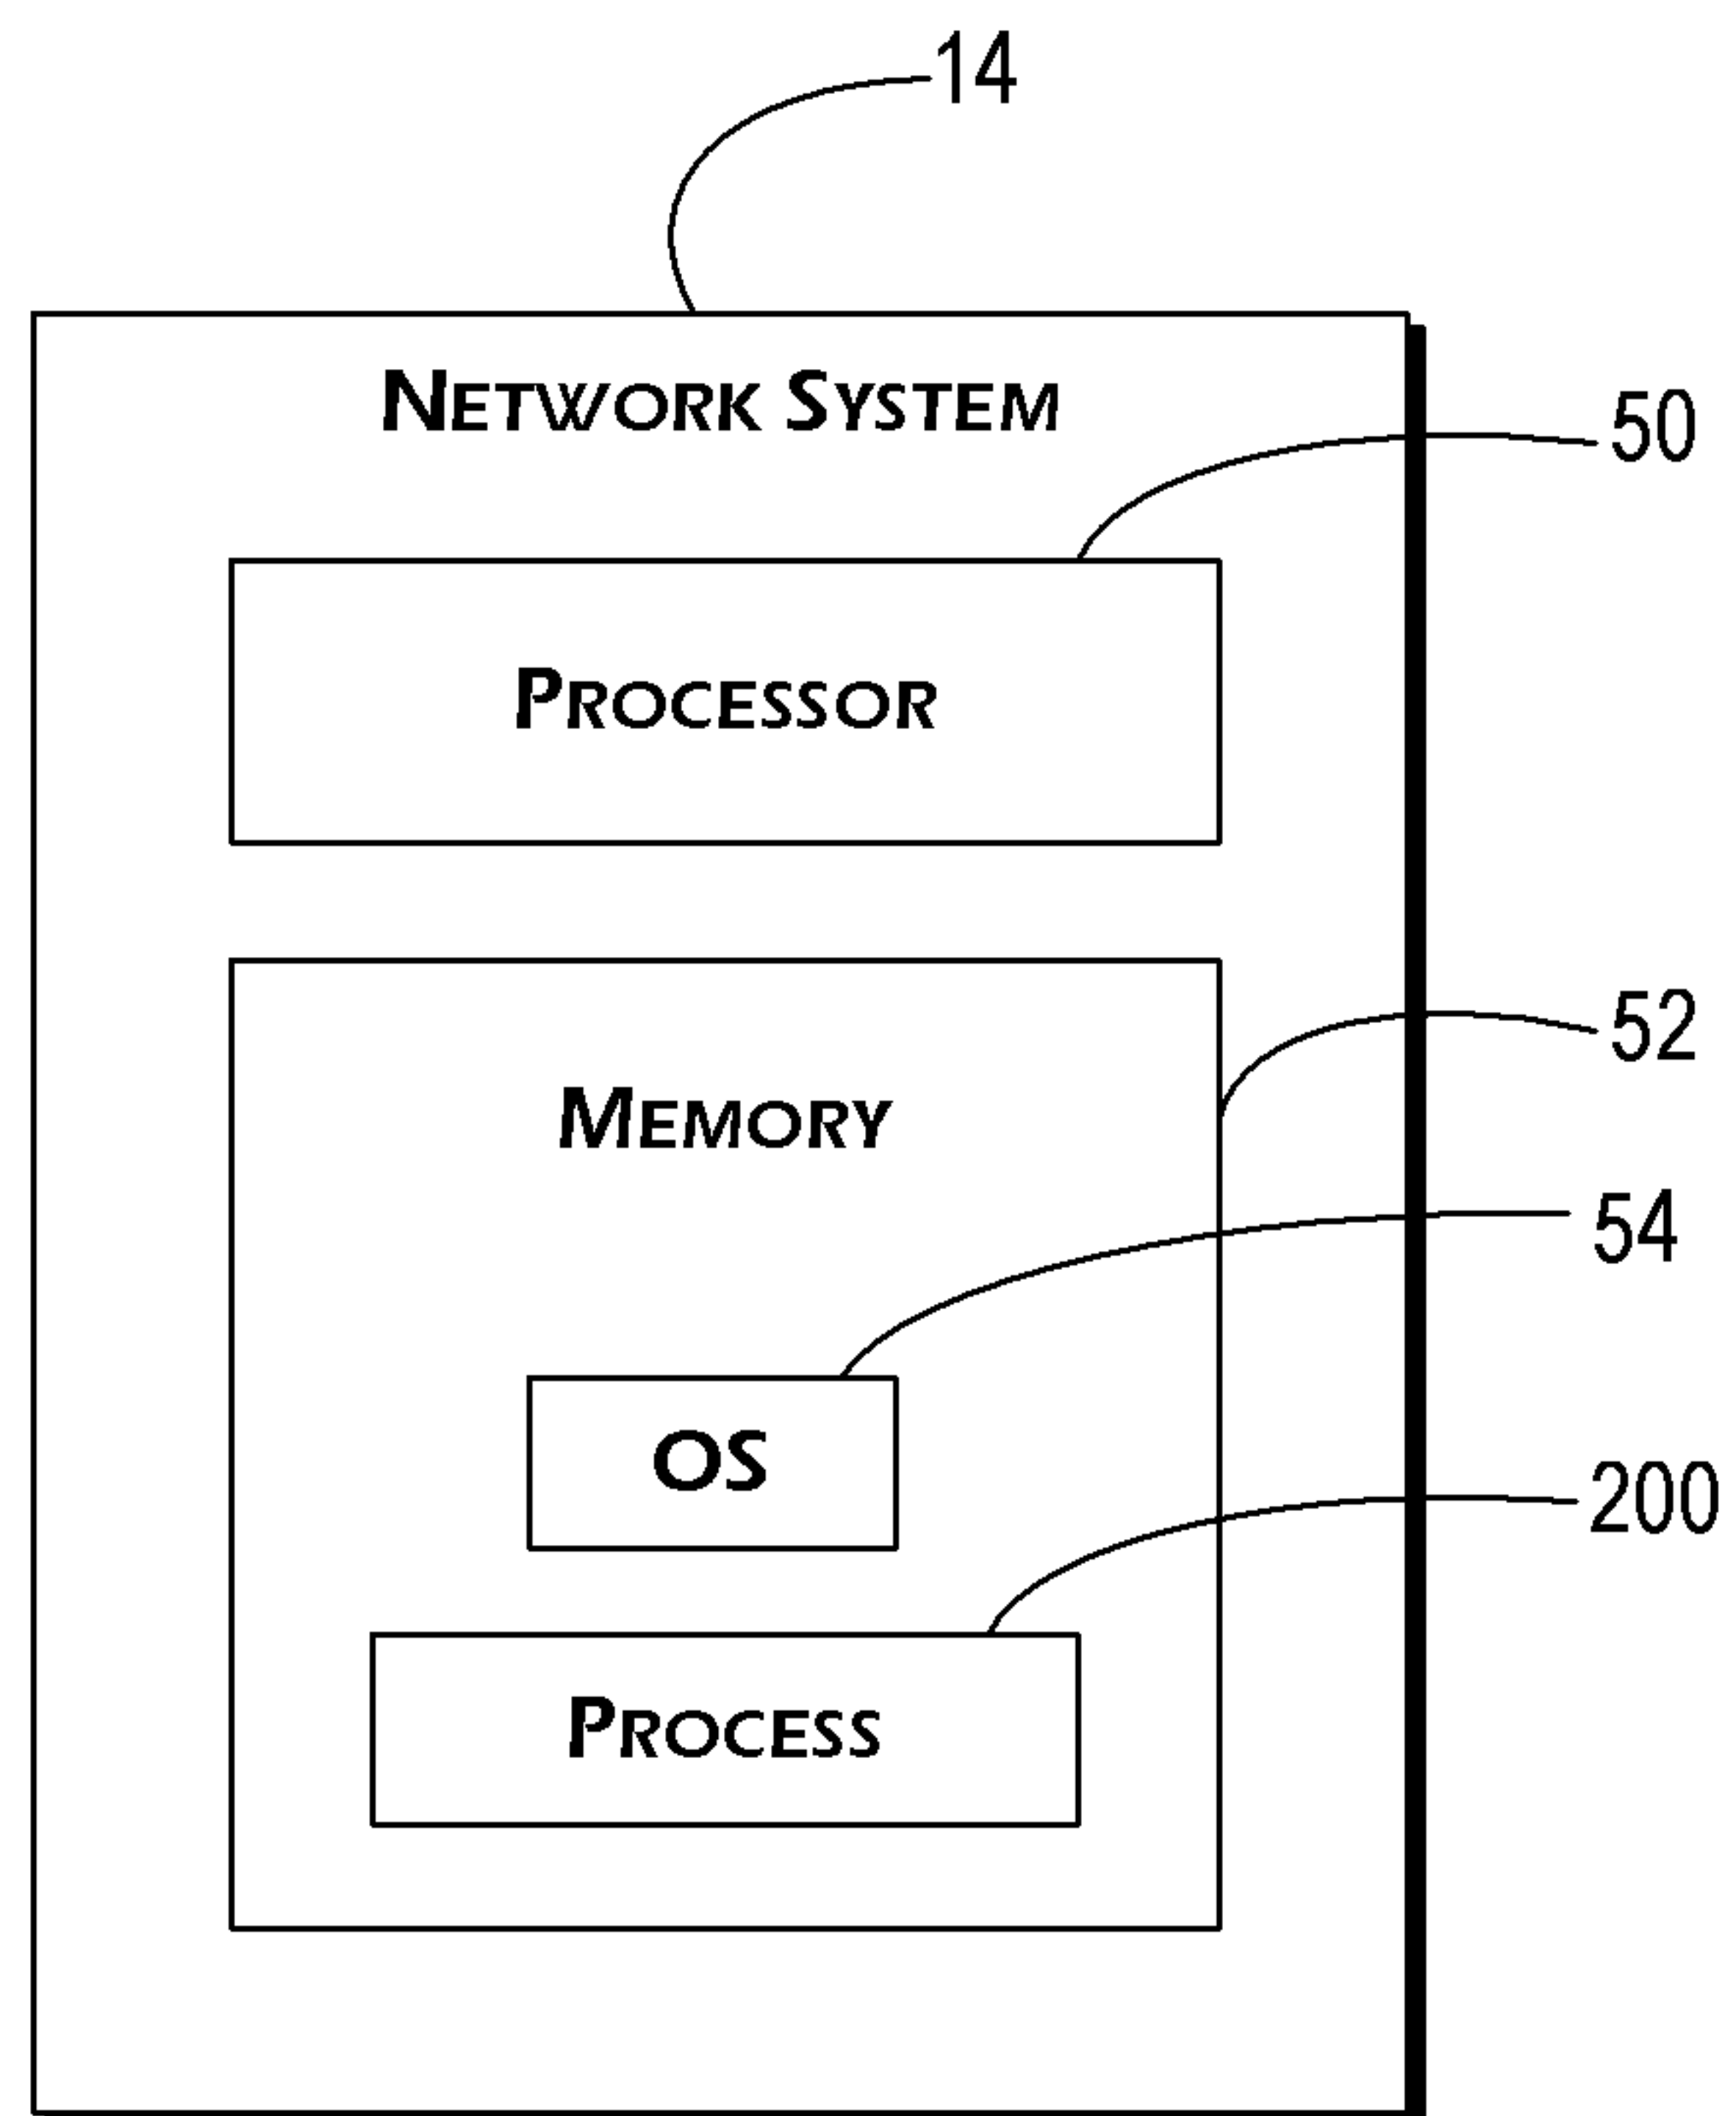 14
NETWORK SYSTEM
50
PROCESSOR
52
MEMORY
54
OS
200
PROCESS